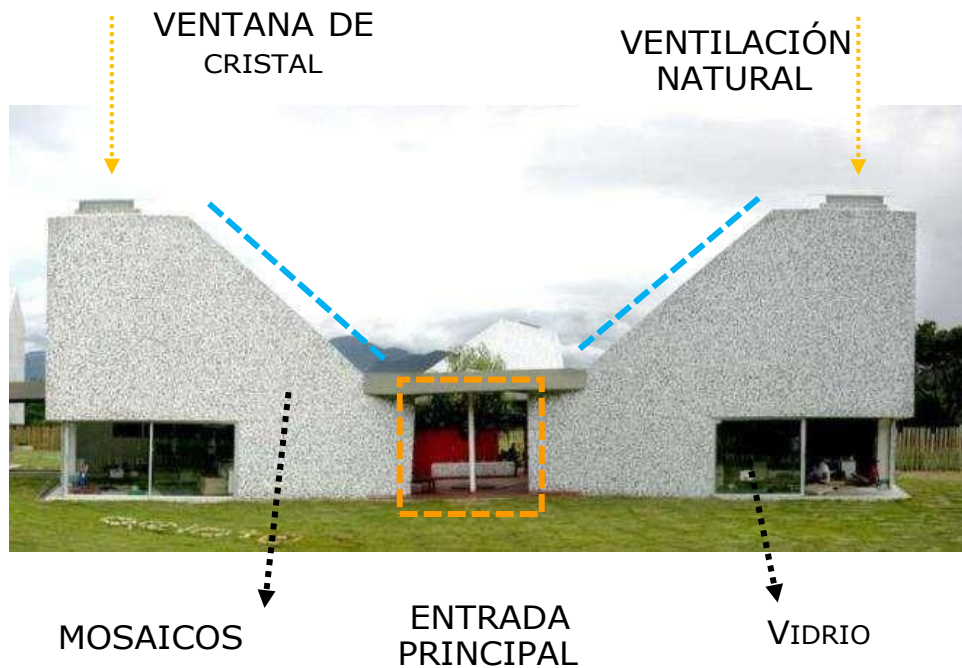 VENTANA DE
CRISTAL
VENTILACIÓN
NATURAL
MOSAICOS
ENTRADA
PRINCIPAL
VIDRIO